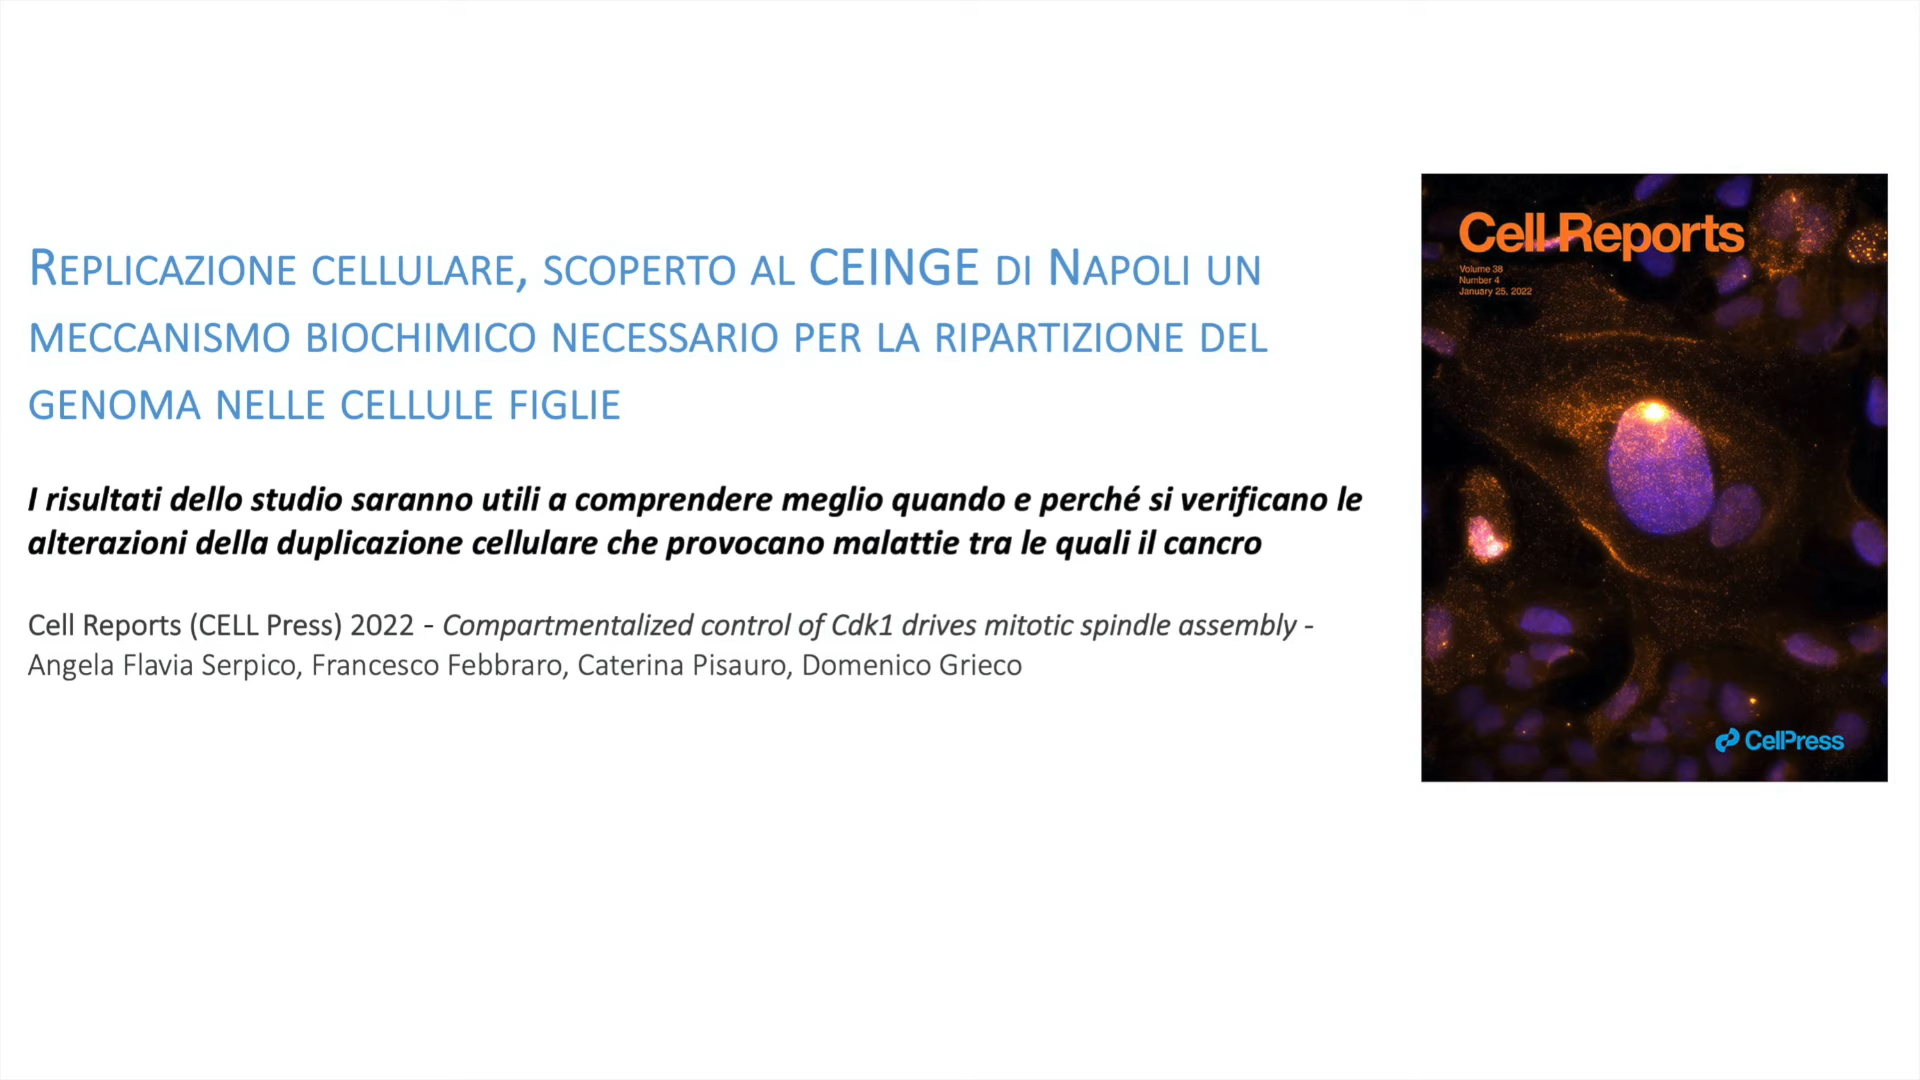 Replicazione cellulare, scoperto al CEINGE di Napoli un
meccanismo biochimico necessario per la ripartizione del
genoma nelle cellule figlie
I risultati dello studio saranno utili a comprendere meglio quando e perché si verificano le
alterazioni della duplicazione cellulare che provocano malattie tra le quali il cancro
Cell Reports (CELL Press) 2022 - Compartmentalized control of Cdk1 drives mitotic spindle assembly -
Angela Flavia Serpico, Francesco Febbraro, Caterina Pisauro, Domenico Grieco
Cell Reports
Volume 38
Number 4
January 25, 2022
CellPress